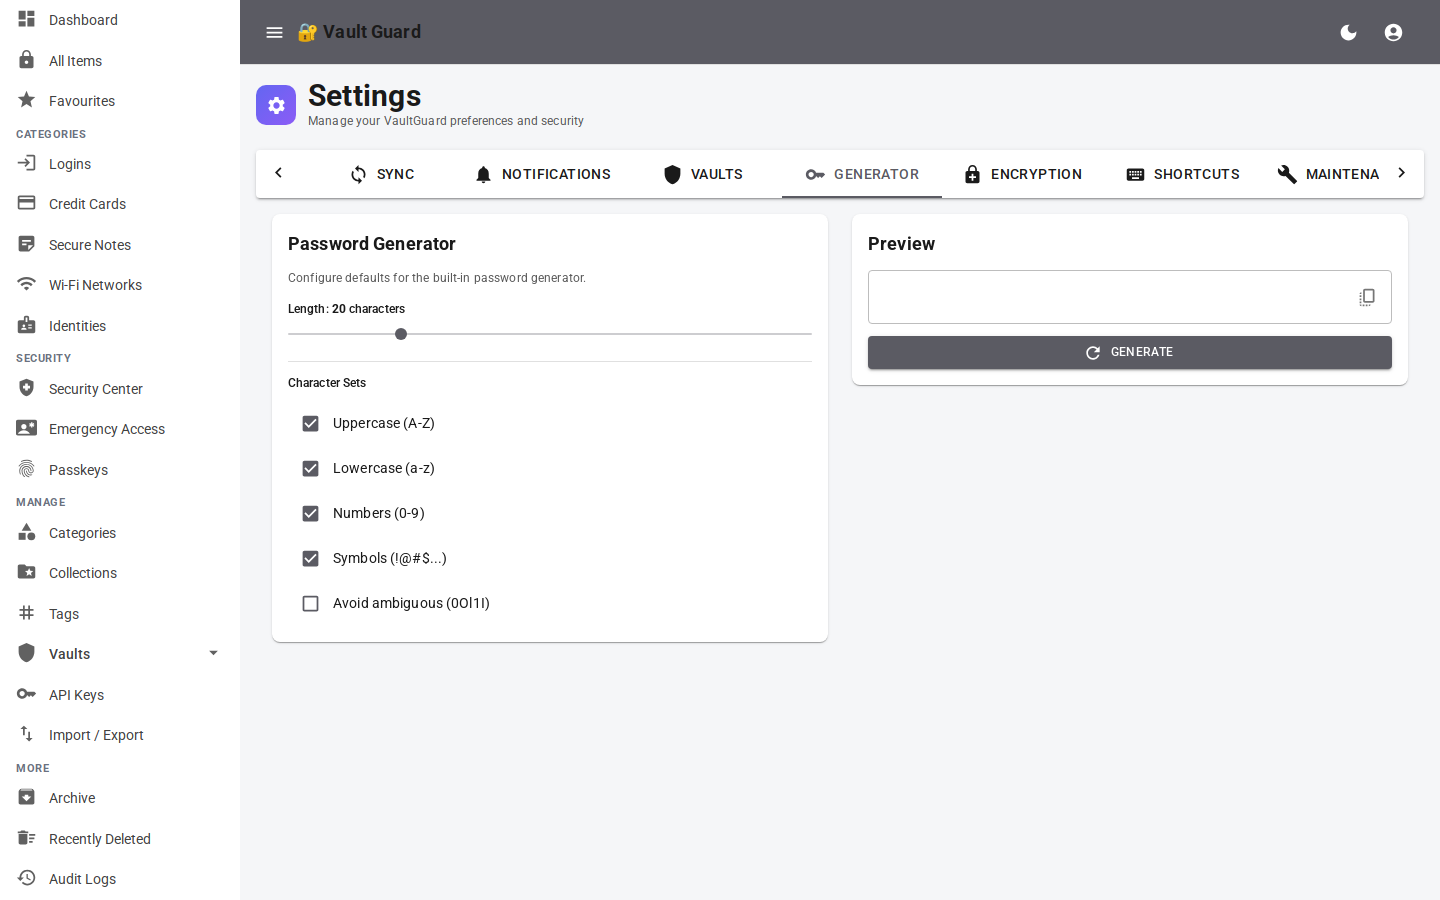 Dashboard
All Items
Favourites
CATEGORIES
Logins
Credit Cards
Secure Notes
Wi-Fi Networks
Identities
SECURITY
Security Center
Emergency Access
Passkeys
MANAGE
Categories
Collections
Tags
Vaults
API Keys
Import / Export
MORE
Archive
Recently Deleted
Audit Logs
Vault Guard
Settings
Manage your VaultGuard preferences and security
SYNC
NOTIFICATIONS
VAULTS
GENERATOR
ENCRYPTION
SHORTCUTS
MAINTENA
Password Generator
Configure defaults for the built-in password generator.
Length: 20 characters
Character Sets
Uppercase (A-Z)
Lowercase (a-z)
Numbers (0-9)
Symbols (!@#$...)
Avoid ambiguous (0Ol1I)
Preview
GENERATE